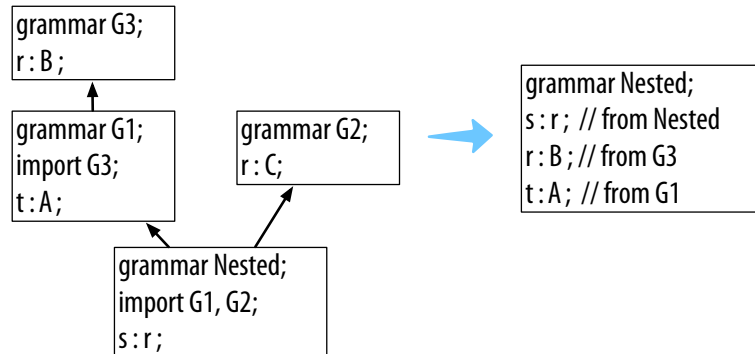 grammar G3;
r : B ;
grammar G1;
import G3;
t : A ;
grammar G2;
r : C;
grammar Nested;
import G1, G2;
s : r ;
grammar Nested;
s : r ; // from Nested
r : B ; // from G3
t : A ; // from G1